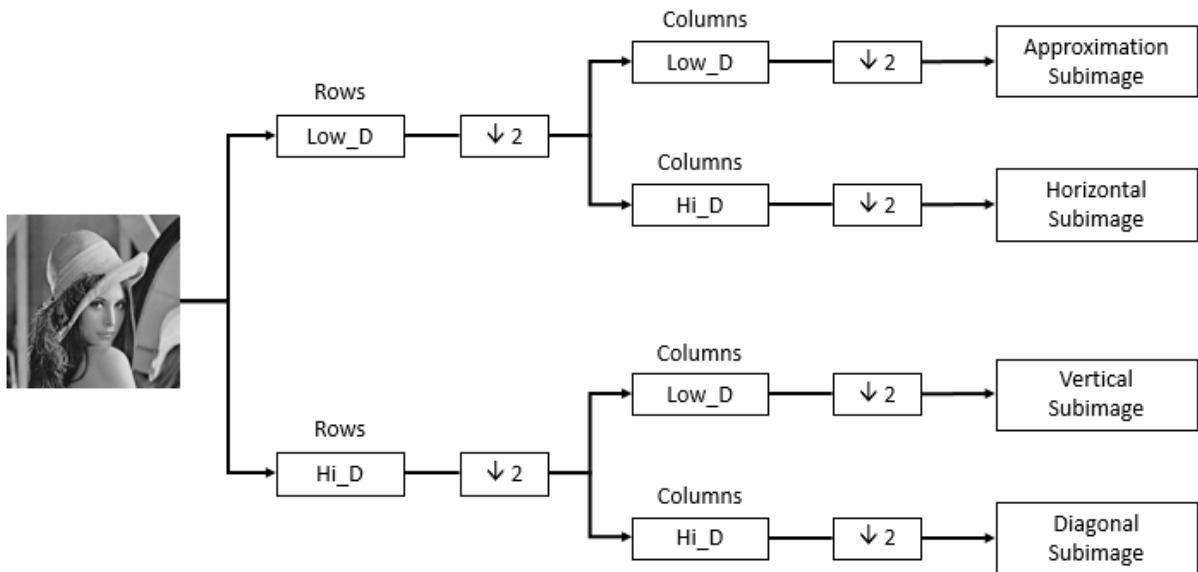 Columns
Low_D
↓ 2
Approximation
Subimage
Rows
Low_D
↓ 2
Columns
Hi_D
↓ 2
Horizontal
Subimage
Columns
Low_D
↓ 2
Vertical
Subimage
Rows
Hi_D
↓ 2
Columns
Hi_D
↓ 2
Diagonal
Subimage